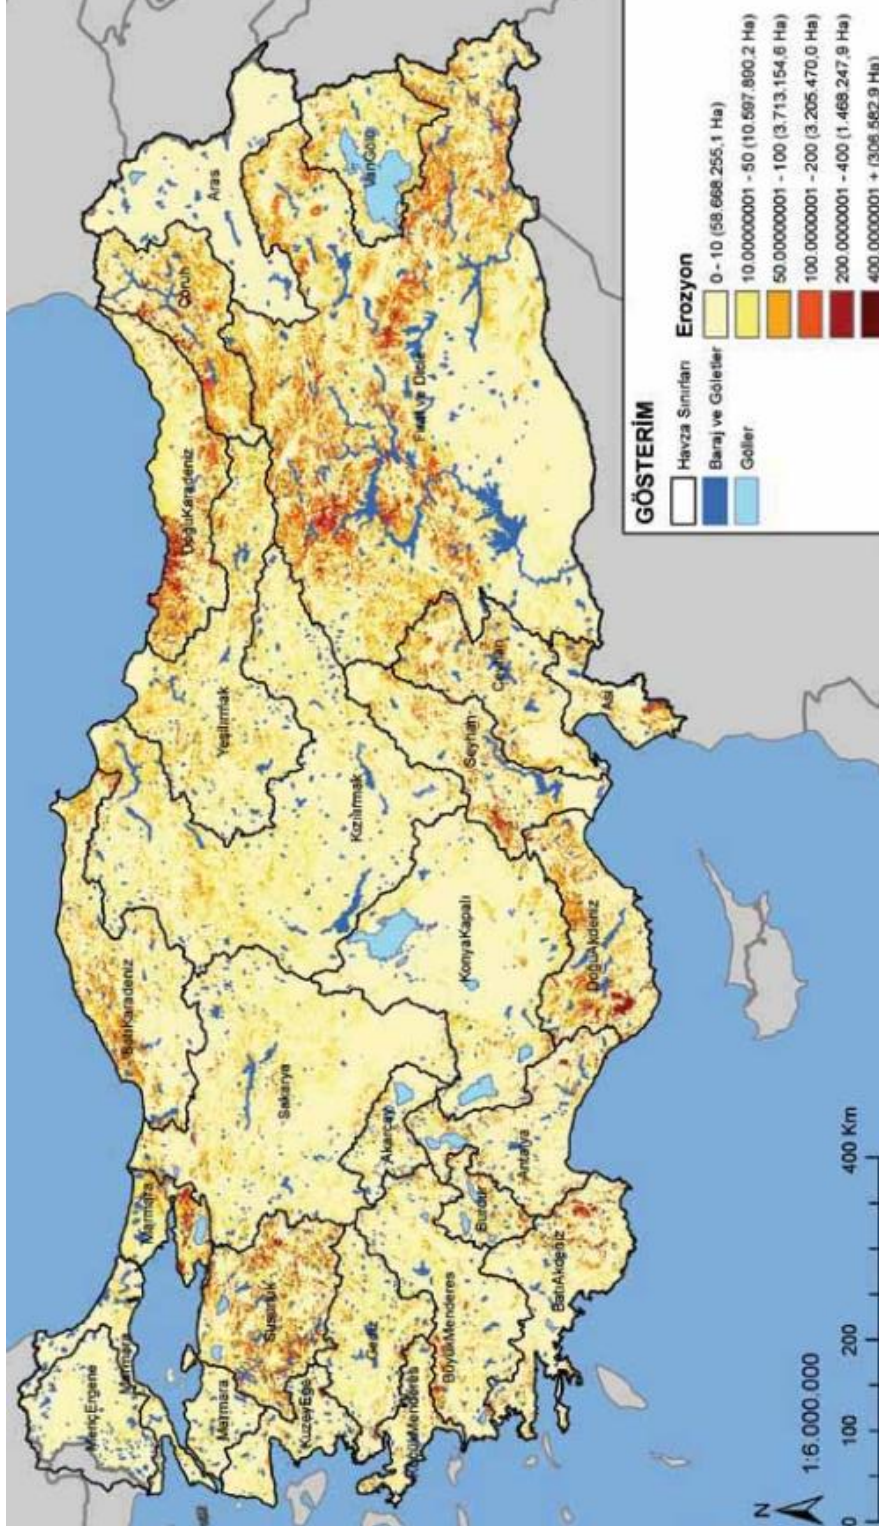 MeriçErgene
Marmara
Marmara
Marmara
KuzeyEge
Susurluk
Gediz
KüçükMenderes
BüyükMenderes
BatıAkdeniz
Burdur
Antalya
Akarçay
Sakarya
BatıKaradeniz
KonyaKapalı
DoğuAkdeniz
Kızılırmak
Yeşilırmak
Seyhan
Ceyhan
Asi
DoğuKaradeniz
Fırat ve Dicle
Çoruh
Aras
VanGölü
GÖSTERİM
Havza Sınırları
Baraj ve Göletler
Göller
Erozyon
0 - 10 (58.668.255,1 Ha)
10.00000001 - 50 (10.597.890,2 Ha)
50.00000001 - 100 (3.713.154,6 Ha)
100.0000001 - 200 (3.205.470,0 Ha)
200.0000001 - 400 (1.468.247,9 Ha)
400.0000001 + (306.582,9 Ha)
N
1:6.000.000
0 100 200 400 Km